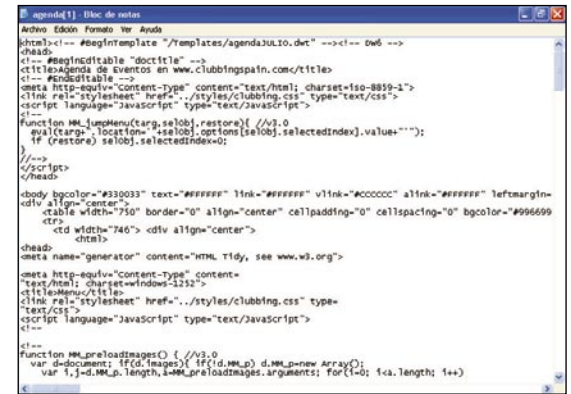 agenda[1] - Bloc de notas
Archivo Edición Formato Ver Ayuda
<html><!-- #BeginTemplate "/Templates/agendaJULIO.dwt" --><!-- DW6 -->
<head>
<!-- #BeginEditable "doctitle" -->
<title>Agenda de Eventos en www.clubbingspain.com</title>
<!-- #EndEditable -->
<meta http-equiv="Content-Type" content="text/html; charset=iso-8859-1">
<link rel="stylesheet" href="../styles/clubbing.css" type="text/css">
<script language="JavaScript" type="text/JavaScript">
<!--
function MM_jumpMenu(targ,selObj,restore){ //v3.0
eval(targ+".location='"+selObj.options[selObj.selectedIndex].value+"'");
if (restore) selObj.selectedIndex=0;
}
//-->
</script>
</head>
<body bgcolor="#330033" text="#FFFFFF" link="#FFFFFF" vlink="#CCCCCC" alink="#FFFFFF" leftmargin=
<div align="center">
<table width="750" border="0" align="center" cellpadding="0" cellspacing="0" bgcolor="#996699
<tr>
<td width="746"> <div align="center">
<html>
<head>
<meta name="generator" content="HTML Tidy, see www.w3.org">
<meta http-equiv="Content-Type" content=
"text/html; charset=windows-1252">
<title>Menu</title>
<link rel="stylesheet" href="../styles/clubbing.css" type=
"text/css">
<script language="JavaScript" type="text/JavaScript">
<!--
<!--
function MM_preloadImages() { //v3.0
var d=document; if(d.images){ if(!d.MM_p) d.MM_p=new Array();
var i,j=d.MM_p.length,a=MM_preloadImages.arguments; for(i=0; i<a.length; i++)